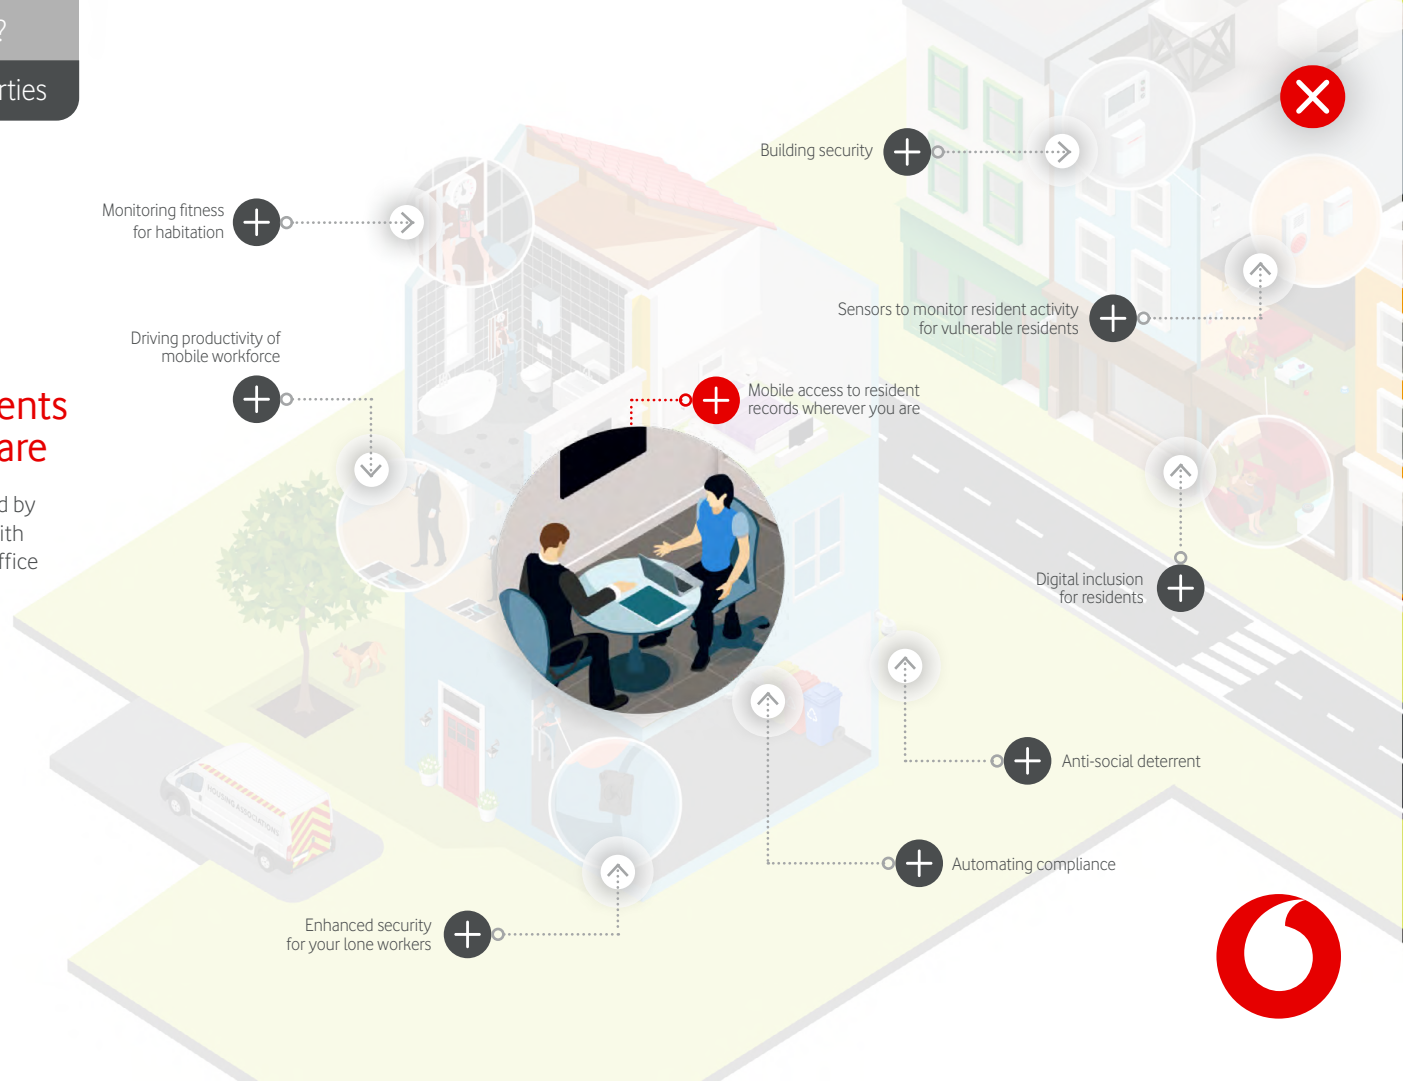 ?
rties
Building security
Monitoring fitness
for habitation
Sensors to monitor resident activity
for vulnerable residents
Driving productivity of
mobile workforce
Mobile access to resident
records wherever you are
ents
are
d by
ith
ffice
Digital inclusion
for residents
Anti-social deterrent
HOUSING ASSOCIATIONS
Automating compliance
Enhanced security
for your lone workers